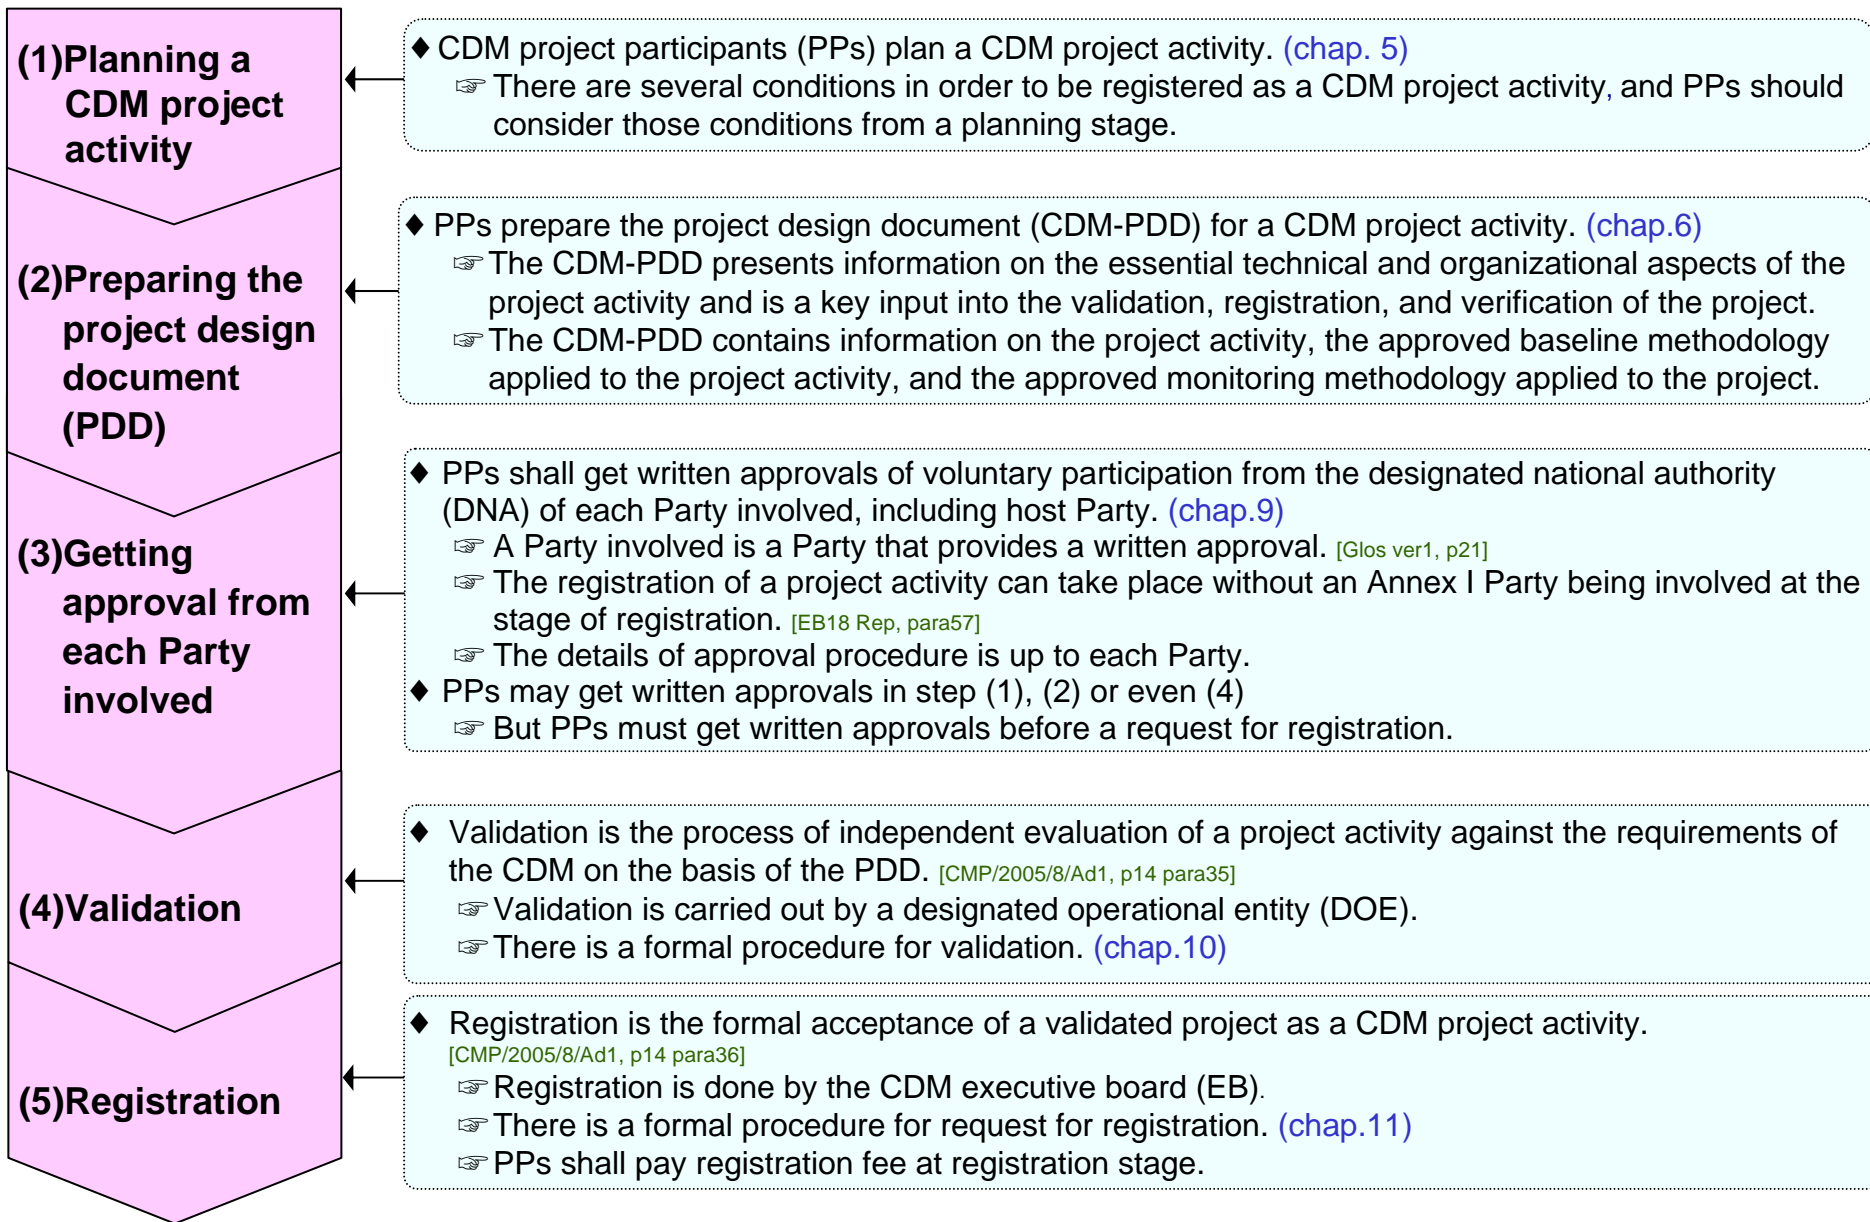 (1)Planning a
CDM project
activity
♦ CDM project participants (PPs) plan a CDM project activity. (chap. 5)
☞ There are several conditions in order to be registered as a CDM project activity, and PPs should
consider those conditions from a planning stage.
(2)Preparing the
project design
document
(PDD)
♦ PPs prepare the project design document (CDM-PDD) for a CDM project activity. (chap.6)
☞ The CDM-PDD presents information on the essential technical and organizational aspects of the
project activity and is a key input into the validation, registration, and verification of the project.
☞ The CDM-PDD contains information on the project activity, the approved baseline methodology
applied to the project activity, and the approved monitoring methodology applied to the project.
(3)Getting
approval from
each Party
involved
♦ PPs shall get written approvals of voluntary participation from the designated national authority
(DNA) of each Party involved, including host Party. (chap.9)
☞ A Party involved is a Party that provides a written approval. [Glos ver1, p21]
☞ The registration of a project activity can take place without an Annex I Party being involved at the
stage of registration. [EB18 Rep, para57]
☞ The details of approval procedure is up to each Party.
♦ PPs may get written approvals in step (1), (2) or even (4)
☞ But PPs must get written approvals before a request for registration.
(4)Validation
♦ Validation is the process of independent evaluation of a project activity against the requirements of
the CDM on the basis of the PDD. [CMP/2005/8/Ad1, p14 para35]
☞ Validation is carried out by a designated operational entity (DOE).
☞ There is a formal procedure for validation. (chap.10)
(5)Registration
♦ Registration is the formal acceptance of a validated project as a CDM project activity.
[CMP/2005/8/Ad1, p14 para36]
☞ Registration is done by the CDM executive board (EB).
☞ There is a formal procedure for request for registration. (chap.11)
☞ PPs shall pay registration fee at registration stage.